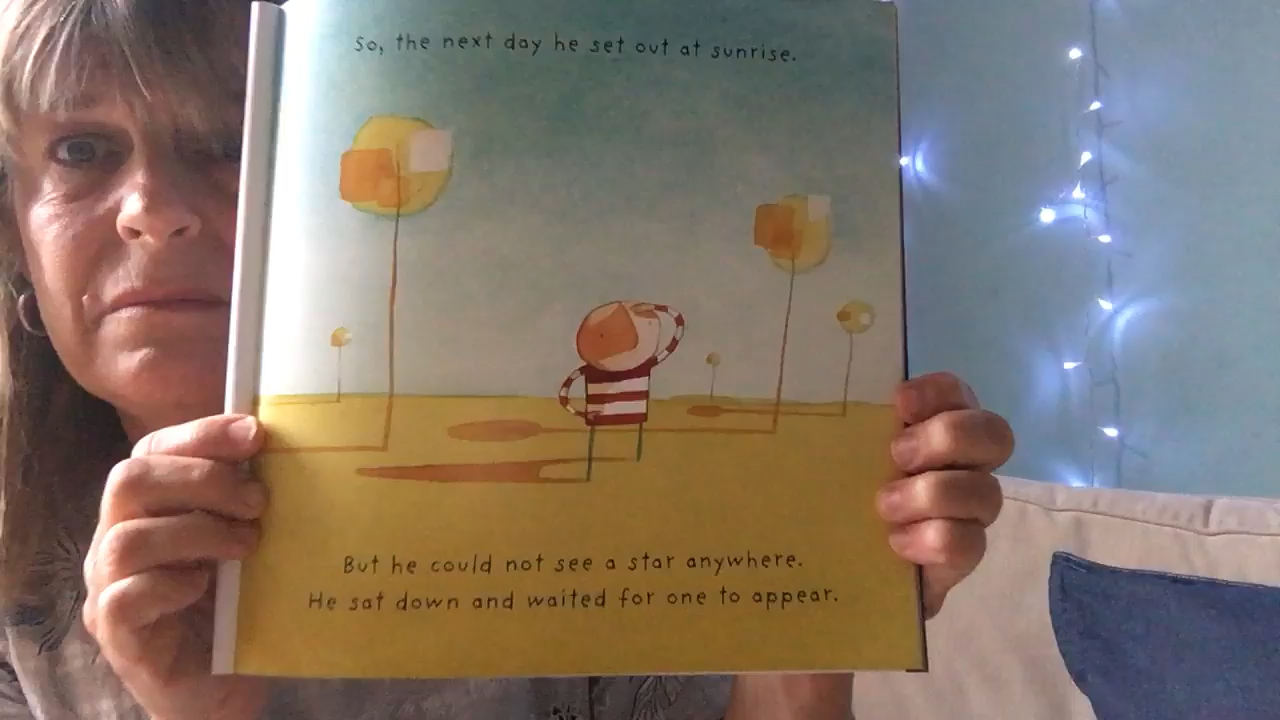 So, the next day he set out at sunrise.
But he could not see a star anywhere.
He sat down and waited for one to appear.